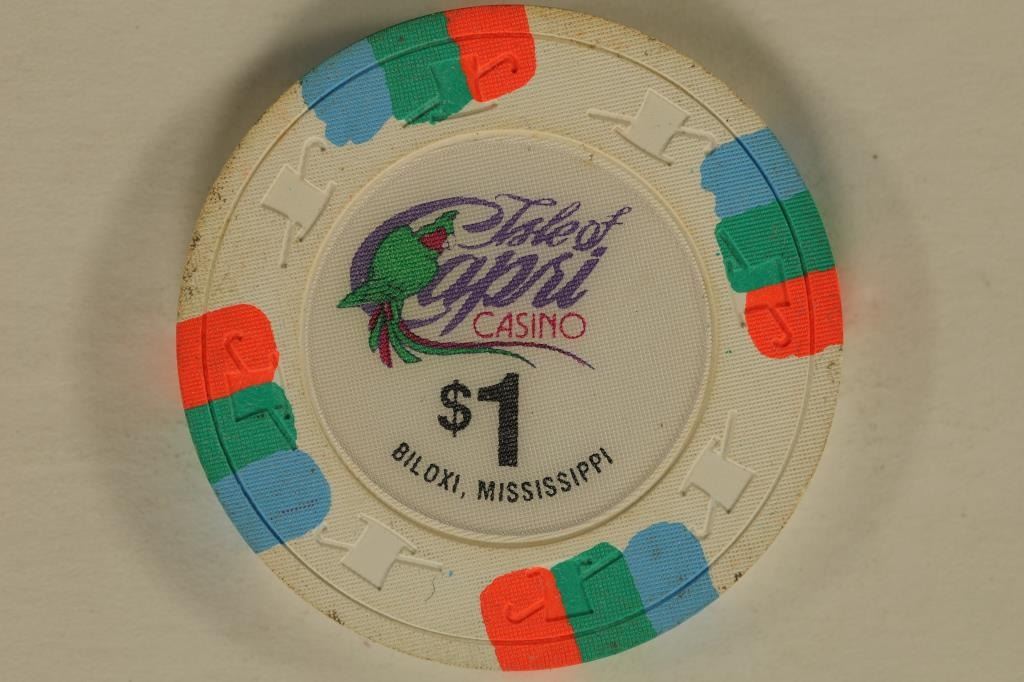 Isle of
Capri
CASINO
$1
BILOXI, MISSISSIPPI